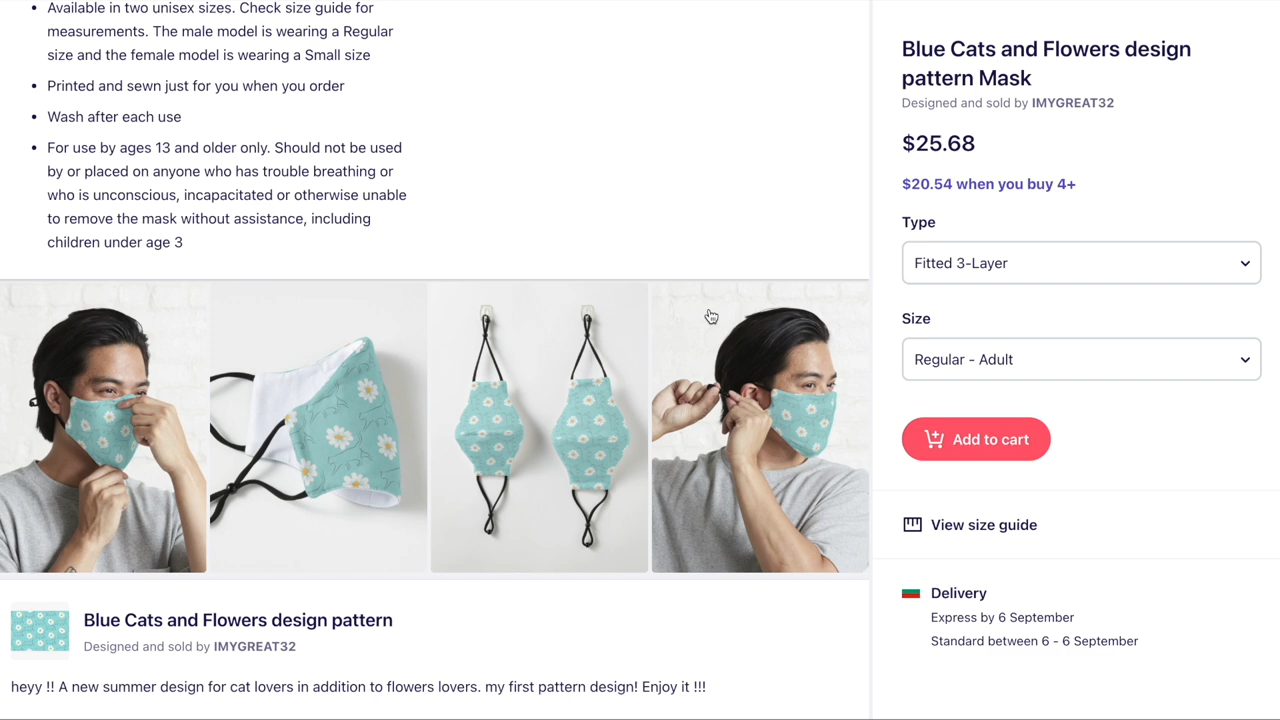 Available in two unisex sizes. Check size guide for
measurements. The male model is wearing a Regular
size and the female model is wearing a Small size
Printed and sewn just for you when you order
Wash after each use
For use by ages 13 and older only. Should not be used
by or placed on anyone who has trouble breathing or
who is unconscious, incapacitated or otherwise unable
to remove the mask without assistance, including
children under age 3
Blue Cats and Flowers design pattern
Designed and sold by IMYGREAT32
heyy !! A new summer design for cat lovers in addition to flowers lovers. my first pattern design! Enjoy it !!!
Blue Cats and Flowers design
pattern Mask
Designed and sold by IMYGREAT32
$25.68
$20.54 when you buy 4+
Type
Fitted 3-Layer
Size
Regular - Adult
Add to cart
View size guide
Delivery
Express by 6 September
Standard between 6 - 6 September